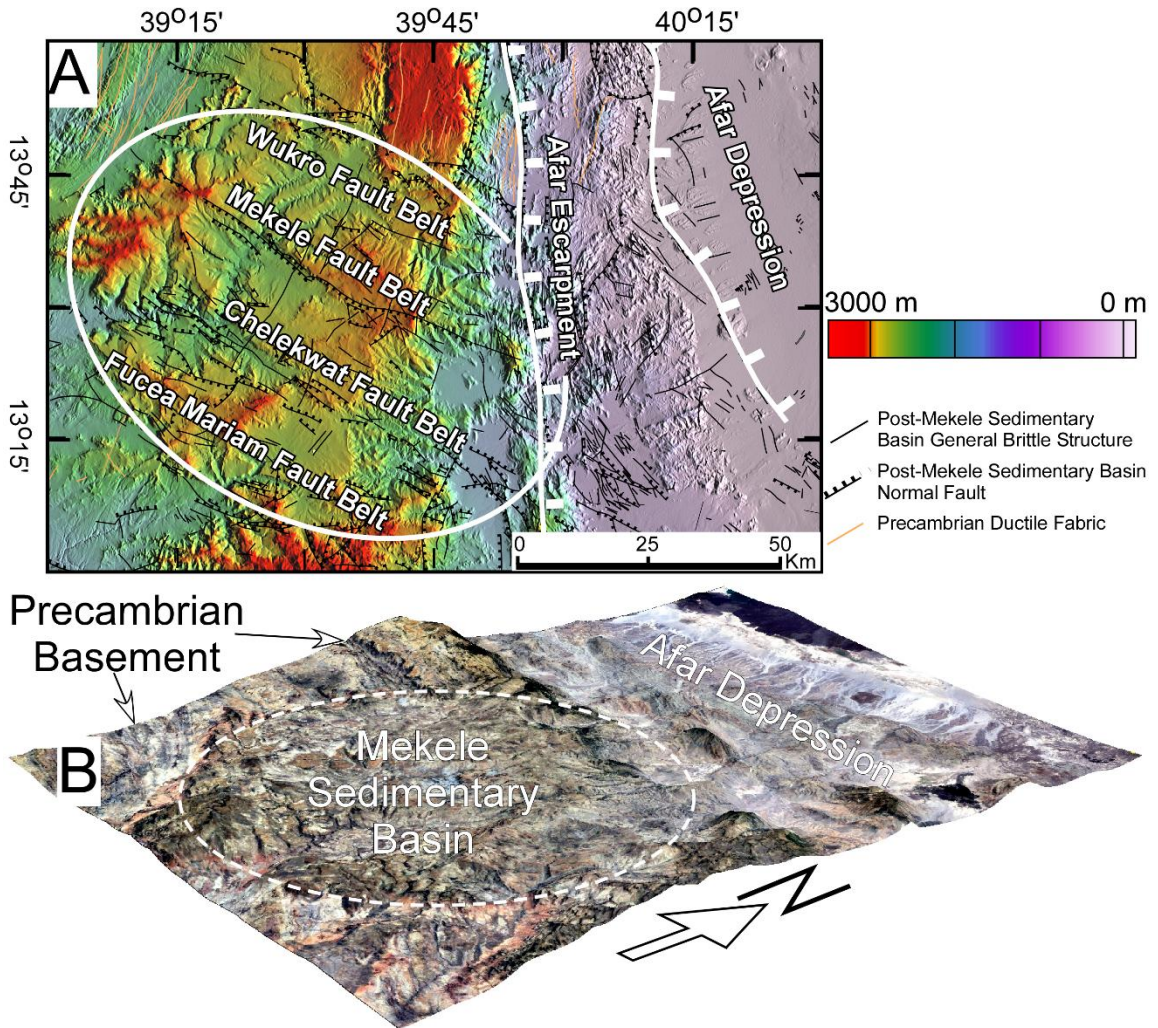 39°15'
39°45'
40°15'
A
13°45'
13°15'
Wukro Fault Belt
Mekele Fault Belt
Chelekwat Fault Belt
Fucea Mariam Fault Belt
Afar Escarpment
Afar Depression
0
25
50
Km
3000 m
0 m
Post-Mekele Sedimentary
Basin General Brittle Structure
Post-Mekele Sedimentary Basin
Normal Fault
Precambrian Ductile Fabric
Precambrian
Basement
B
Mekele
Sedimentary
Basin
Afar Depression
N